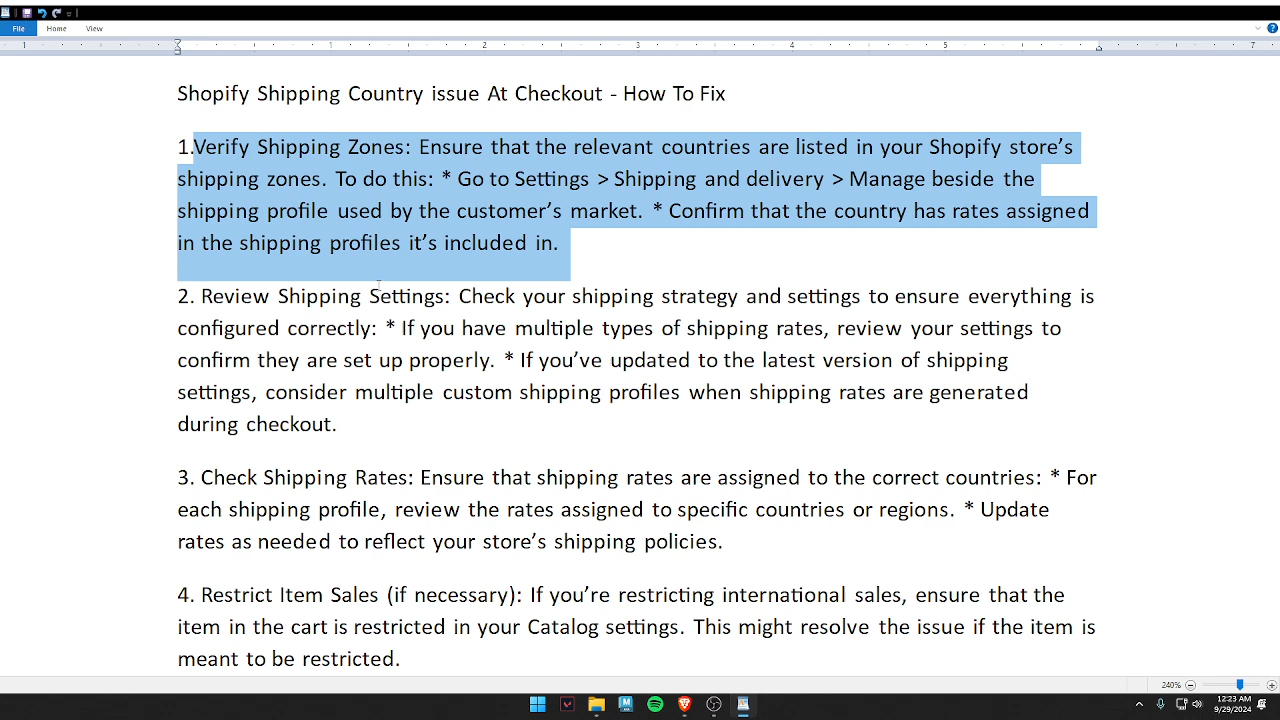 File
Home
View
1 1 2 3 4 5 7
Shopify Shipping Country issue At Checkout - How To Fix
1.Verify Shipping Zones: Ensure that the relevant countries are listed in your Shopify store’s
shipping zones. To do this: * Go to Settings > Shipping and delivery > Manage beside the
shipping profile used by the customer’s market. * Confirm that the country has rates assigned
in the shipping profiles it’s included in.
2. Review Shipping Settings: Check your shipping strategy and settings to ensure everything is
configured correctly: * If you have multiple types of shipping rates, review your settings to
confirm they are set up properly. * If you’ve updated to the latest version of shipping
settings, consider multiple custom shipping profiles when shipping rates are generated
during checkout.
3. Check Shipping Rates: Ensure that shipping rates are assigned to the correct countries: * For
each shipping profile, review the rates assigned to specific countries or regions. * Update
rates as needed to reflect your store’s shipping policies.
4. Restrict Item Sales (if necessary): If you’re restricting international sales, ensure that the
item in the cart is restricted in your Catalog settings. This might resolve the issue if the item is
meant to be restricted.
240%
12:23 AM
9/29/2024